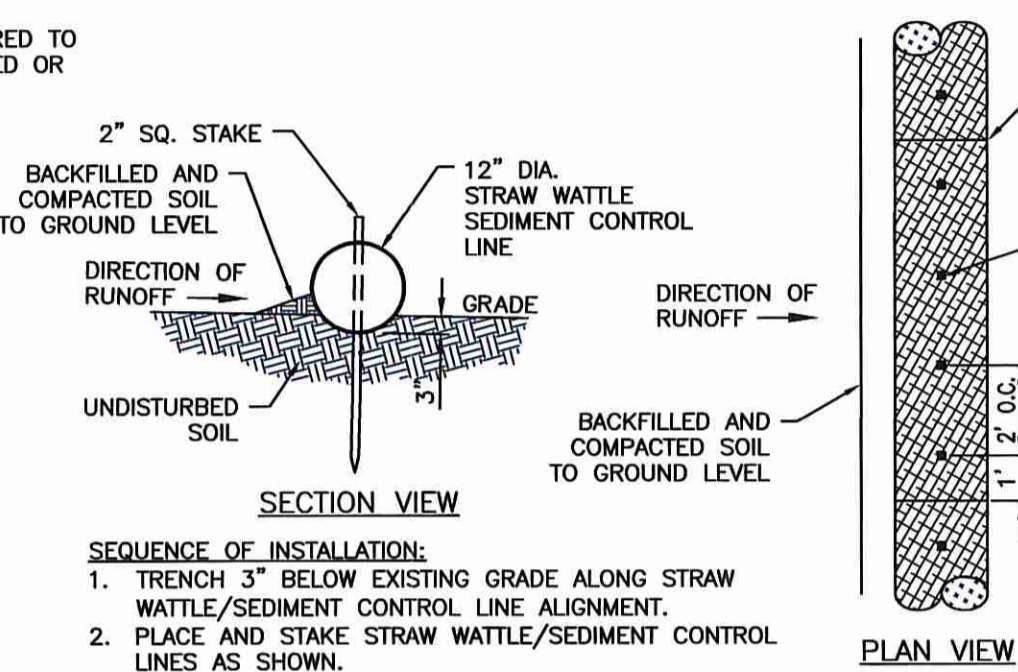 TO
OR
2" SQ. STAKE
BACKFILLED AND
COMPACTED SOIL
TO GROUND LEVEL
DIRECTION OF
RUNOFF
UNDISTURBED
SOIL
12" DIA.
STRAW WATTLE
SEDIMENT CONTROL
LINE
GRADE
3"
SECTION VIEW
DIRECTION OF
RUNOFF
BACKFILLED AND
COMPACTED SOIL
TO GROUND LEVEL
2' O.C.
1'
PLAN VIEW
SEQUENCE OF INSTALLATION:
1. TRENCH 3" BELOW EXISTING GRADE ALONG STRAW
WATTLE/SEDIMENT CONTROL LINE ALIGNMENT.
2. PLACE AND STAKE STRAW WATTLE/SEDIMENT CONTROL
LINES AS SHOWN.